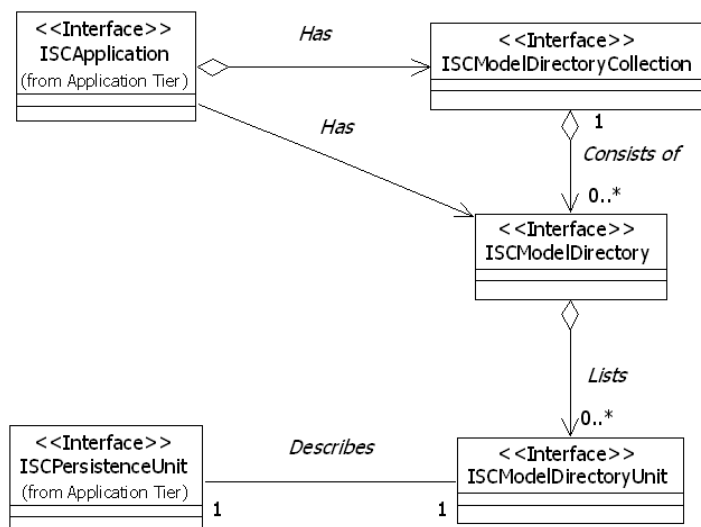 <<Interface>>
ISCApplication
(from Application Tier)
Has
<<Interface>>
ISCModelDirectoryCollection
1
Has
Consists of
0..*
<<Interface>>
ISCModelDirectory
Lists
0..*
<<Interface>>
ISCPersistenceUnit
(from Application Tier)
Describes
1
1
<<Interface>>
ISCModelDirectoryUnit